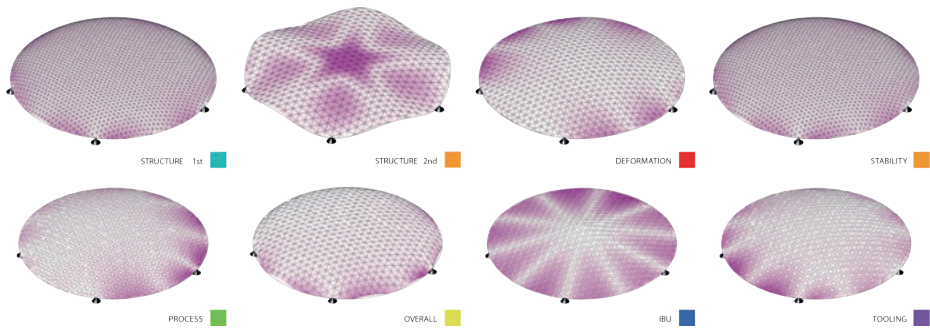 STRUCTURE 1st
STRUCTURE 2nd
DEFORMATION
STABILITY
PROCESS
OVERALL
IBU
TOOLING